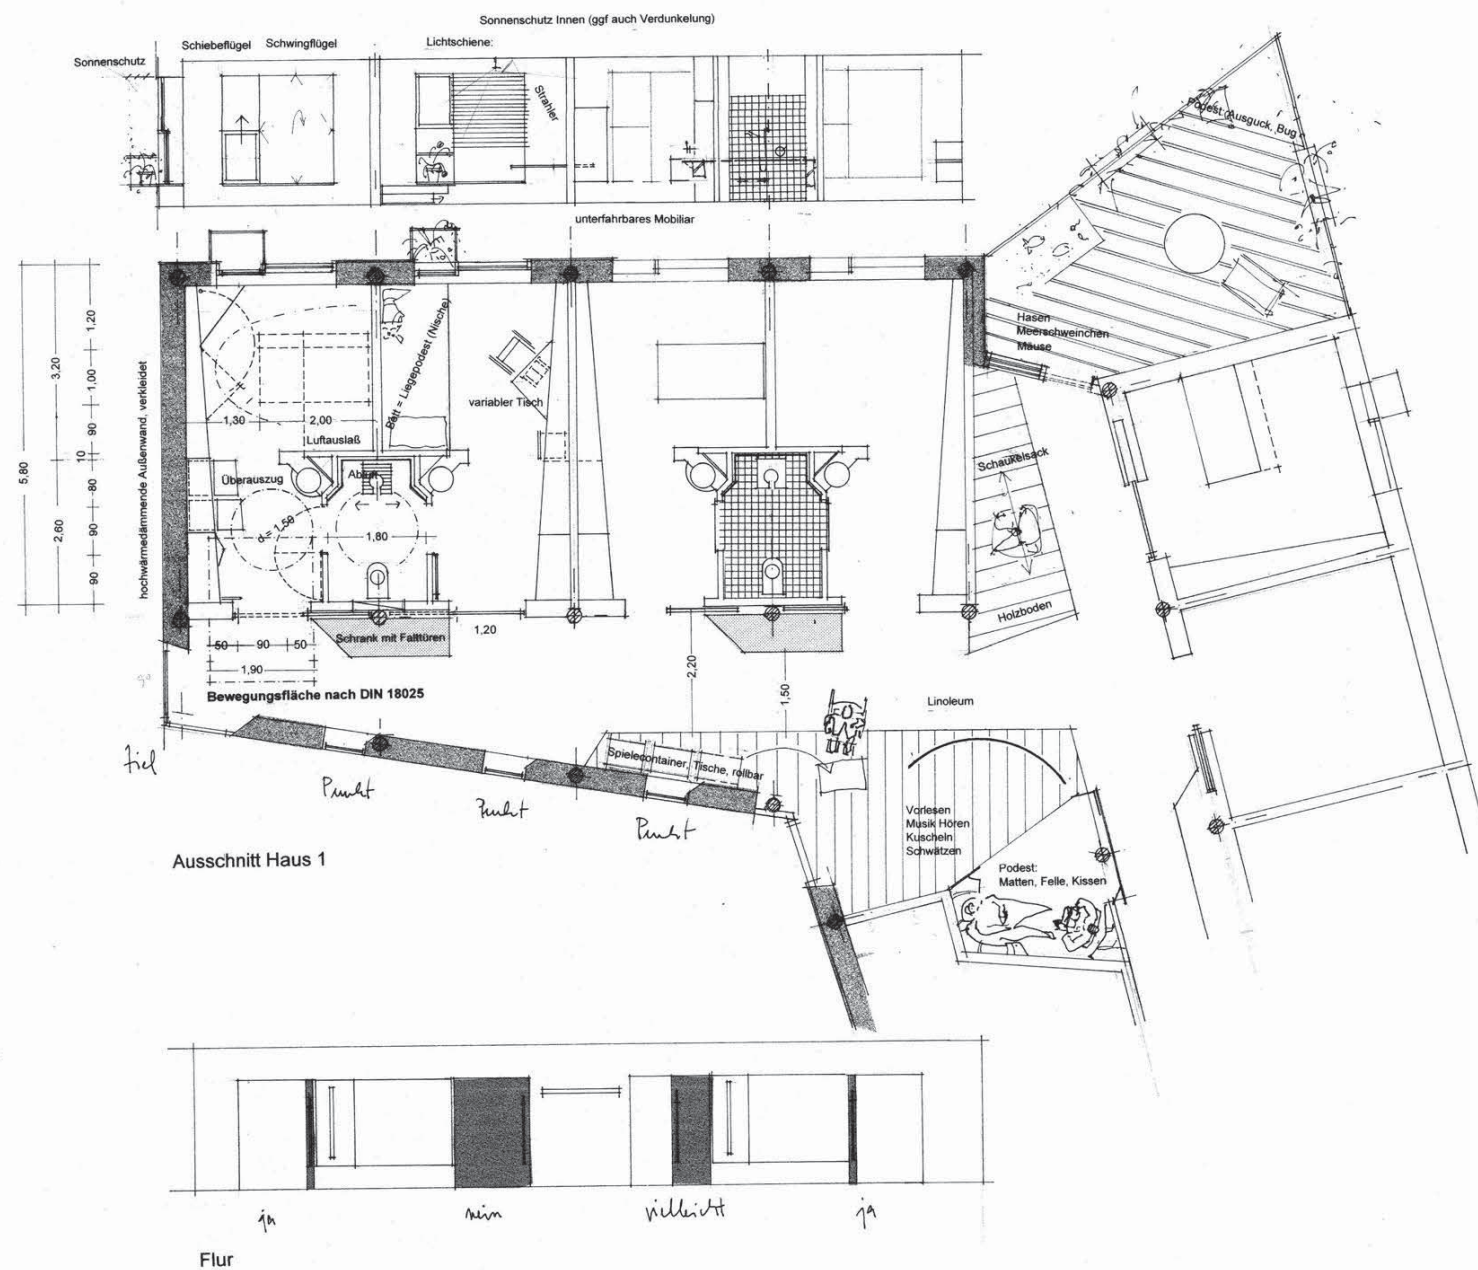 Sonnenschutz Innen (ggf auch Verdunkelung)
Schiebeflügel Schwingflügel Lichtschiene:
Sonnenschutz
Strahler
Podest: Ausguck, Bug
unterfahrbares Mobiliar
Hasen
Meerschweinchen
Mäuse
hochwärmedämmende Außenwand, verkleidet
5,80
3,20
2,60
1,20
1,00
90
10
80
90
90
Bett = Liegepodest (Nische)
variabler Tisch
1,30 2,00
Luftauslaß
Überauszug
Abluft
d = 1,50
1,80
Schaukelsack
Holzboden
Schrank mit Falttüren
1,20
50 90 50
1,90
2,20
1,50
Bewegungsfläche nach DIN 18025
Linoleum
Ziel
Punkt
Punkt
Punkt
Spielecontainer, Tische, rollbar
Vorlesen
Musik Hören
Kuscheln
Schwätzen
Podest:
Matten, Felle, Kissen
Ausschnitt Haus 1
ja nein vielleicht ja
Flur